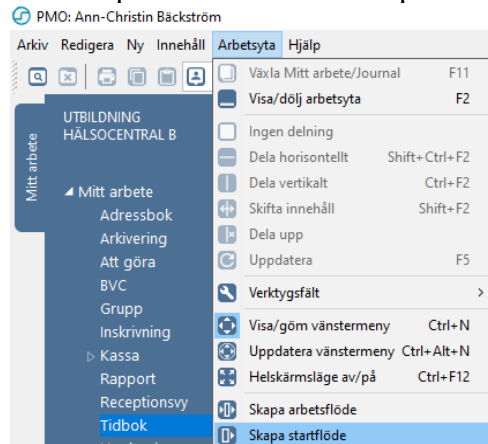 PMO: Ann-Christin Bäckström
Arkiv Redigera Ny Innehåll Arbetsyta Hjälp
Växla Mitt arbete/Journal F11
Visa/dölj arbetsyta F2
Ingen delning
Dela horisontellt Shift+Ctrl+F2
Dela vertikalt Ctrl+F2
Skifta innehåll Shift+F2
Dela upp
Uppdatera F5
Verktygsfält
Visa/göm vänstermeny Ctrl+N
Uppdatera vänstermeny Ctrl+Alt+N
Helskärmsläge av/på Ctrl+F12
Skapa arbetsflöde
Skapa startflöde
Mitt arbete
UTBILDNING
HÄLSOCENTRAL B
Mitt arbete
Adressbok
Arkivering
Att göra
BVC
Grupp
Inskrivning
Kassa
Rapport
Receptionsvy
Tidbok